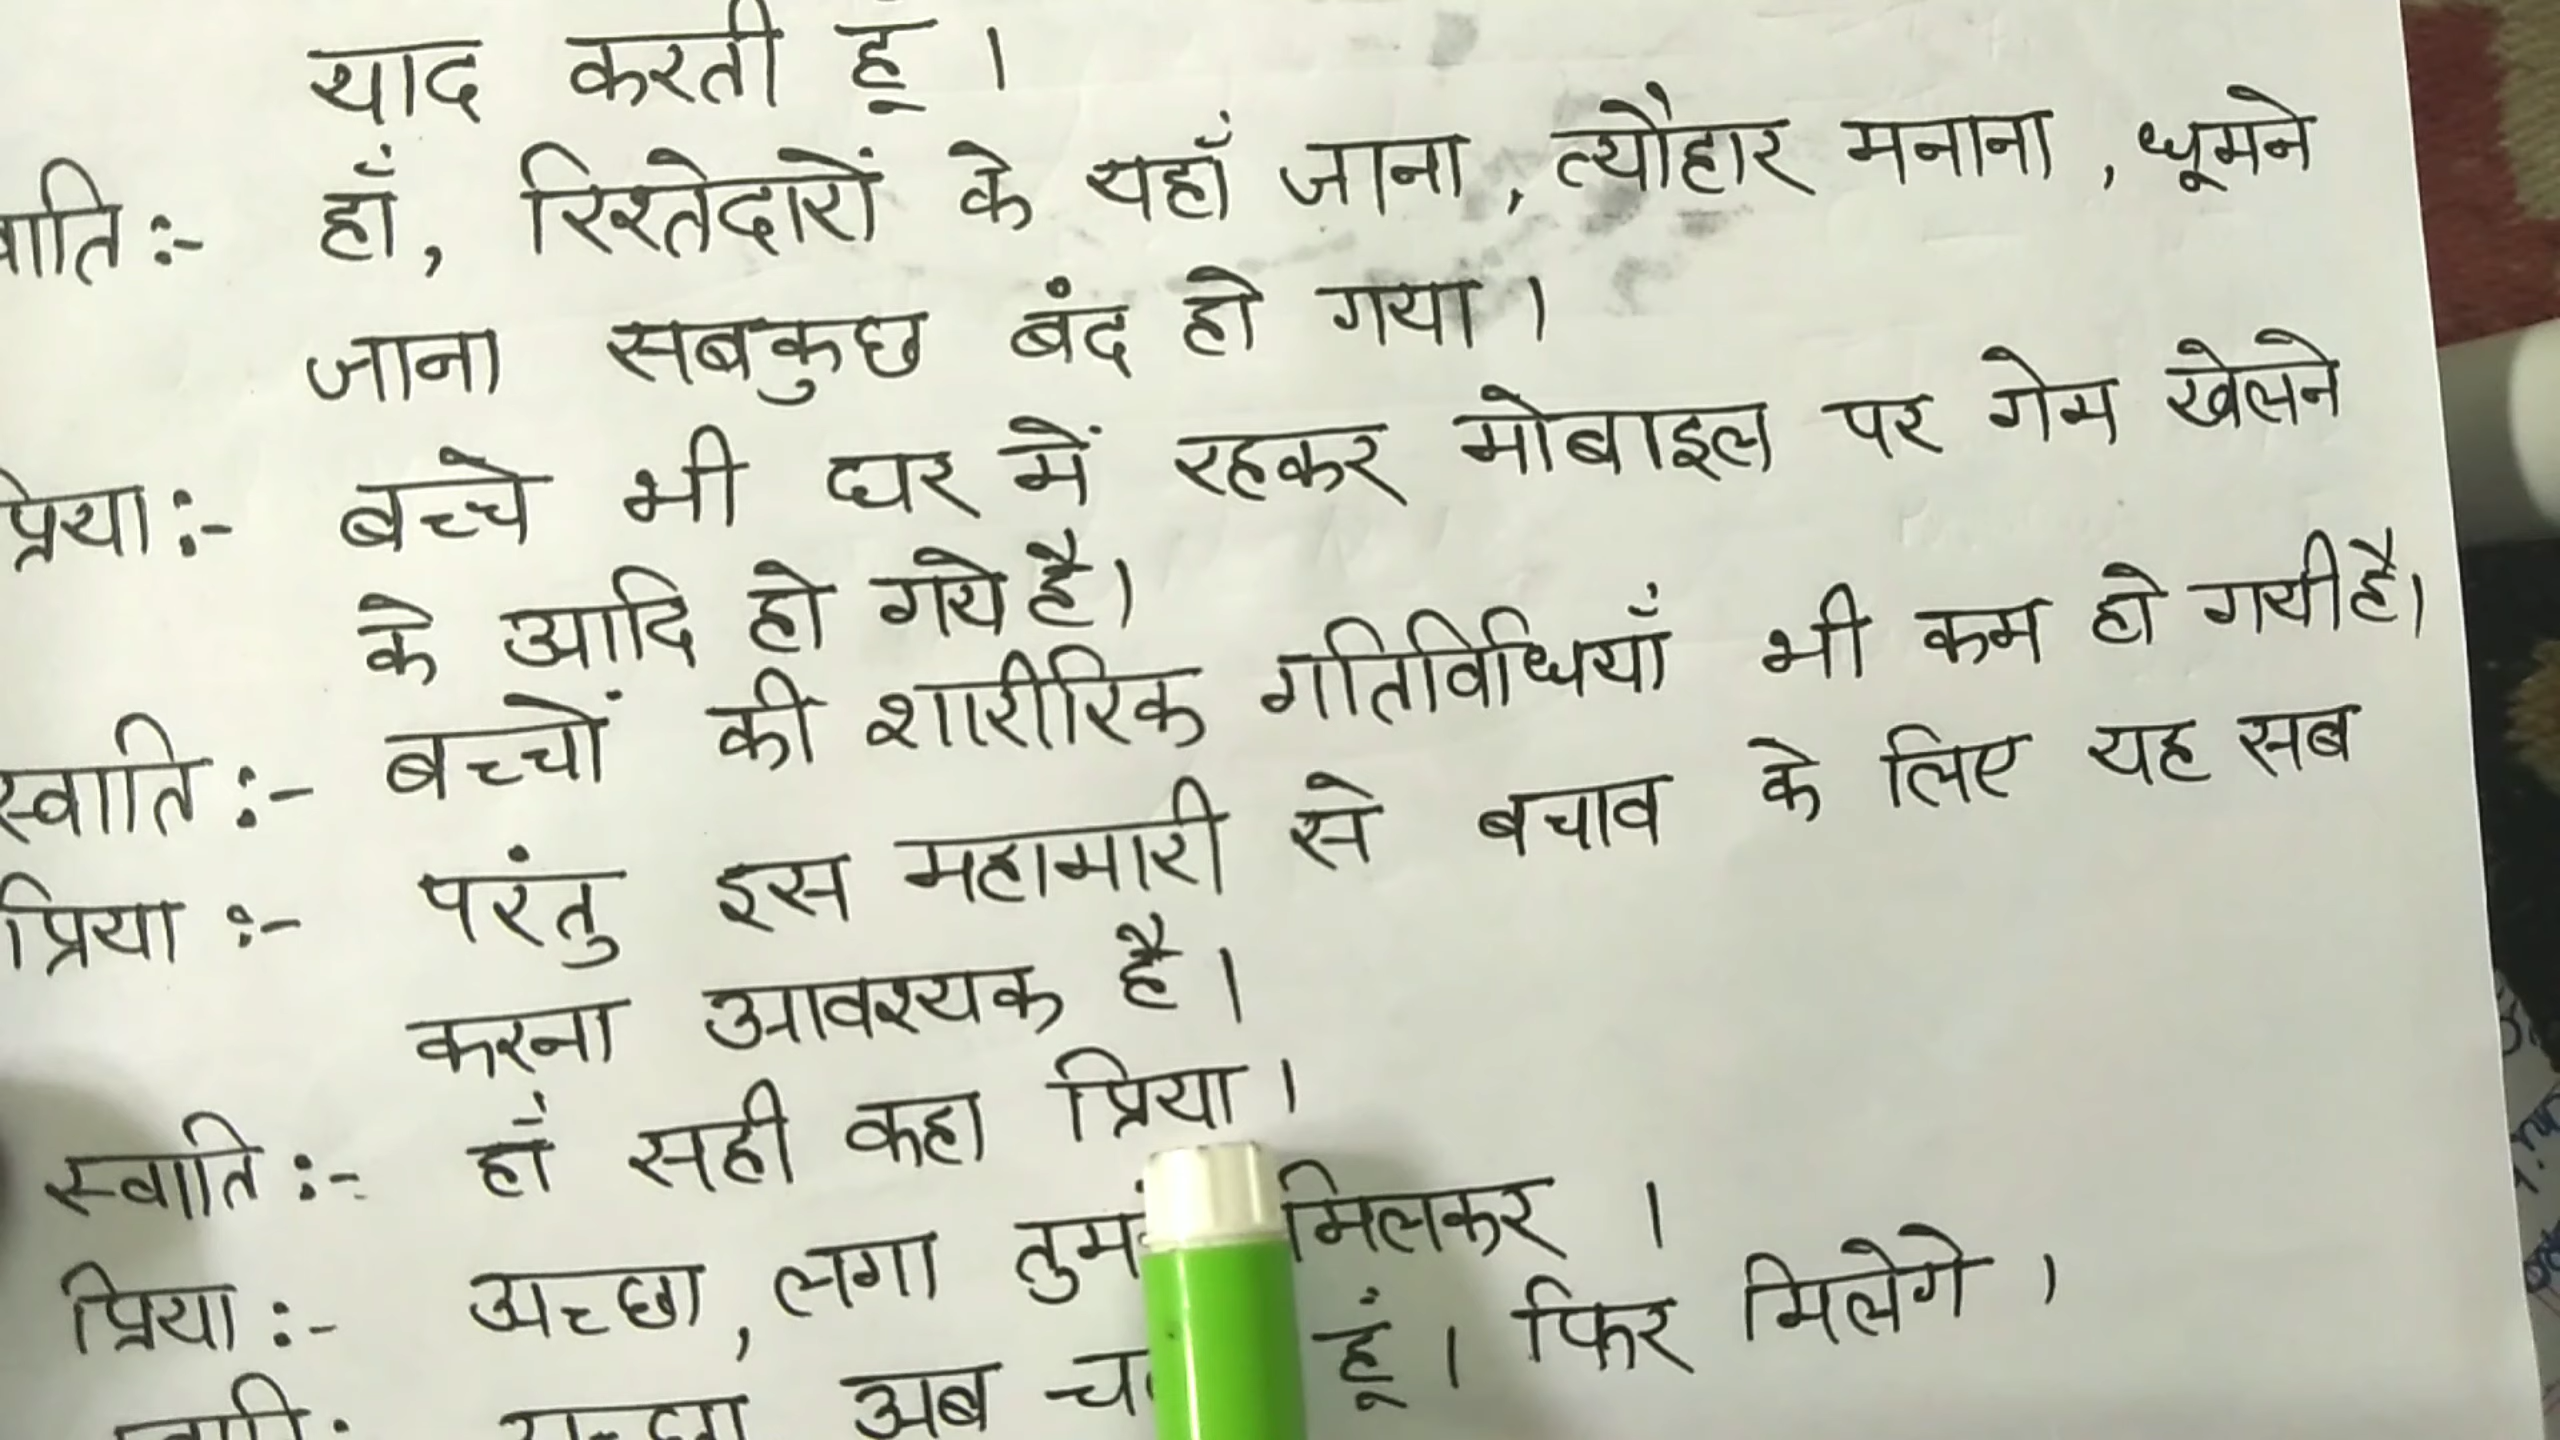 याद करती हूँ ।
वाति :- हाँ, रिश्तेदारों के यहाँ जाना, त्यौहार मनाना, घूमने
जाना सबकुछ बंद हो गया ।
प्रिया :- बच्चे भी घर में रहकर मोबाइल पर गेम खेलने
के आदि हो गये है।
स्वाति :- बच्चों की शारीरिक गतिविधियाँ भी कम हो गयी है।
प्रिया :- परंतु इस महामारी से बचाव के लिए यह सब
करना आवश्यक है ।
स्वाति :- हाँ सही कहा प्रिया ।
प्रिया :- अच्छा, लगा मिलकर ।
अब हूँ । फिर मिलेगे ।